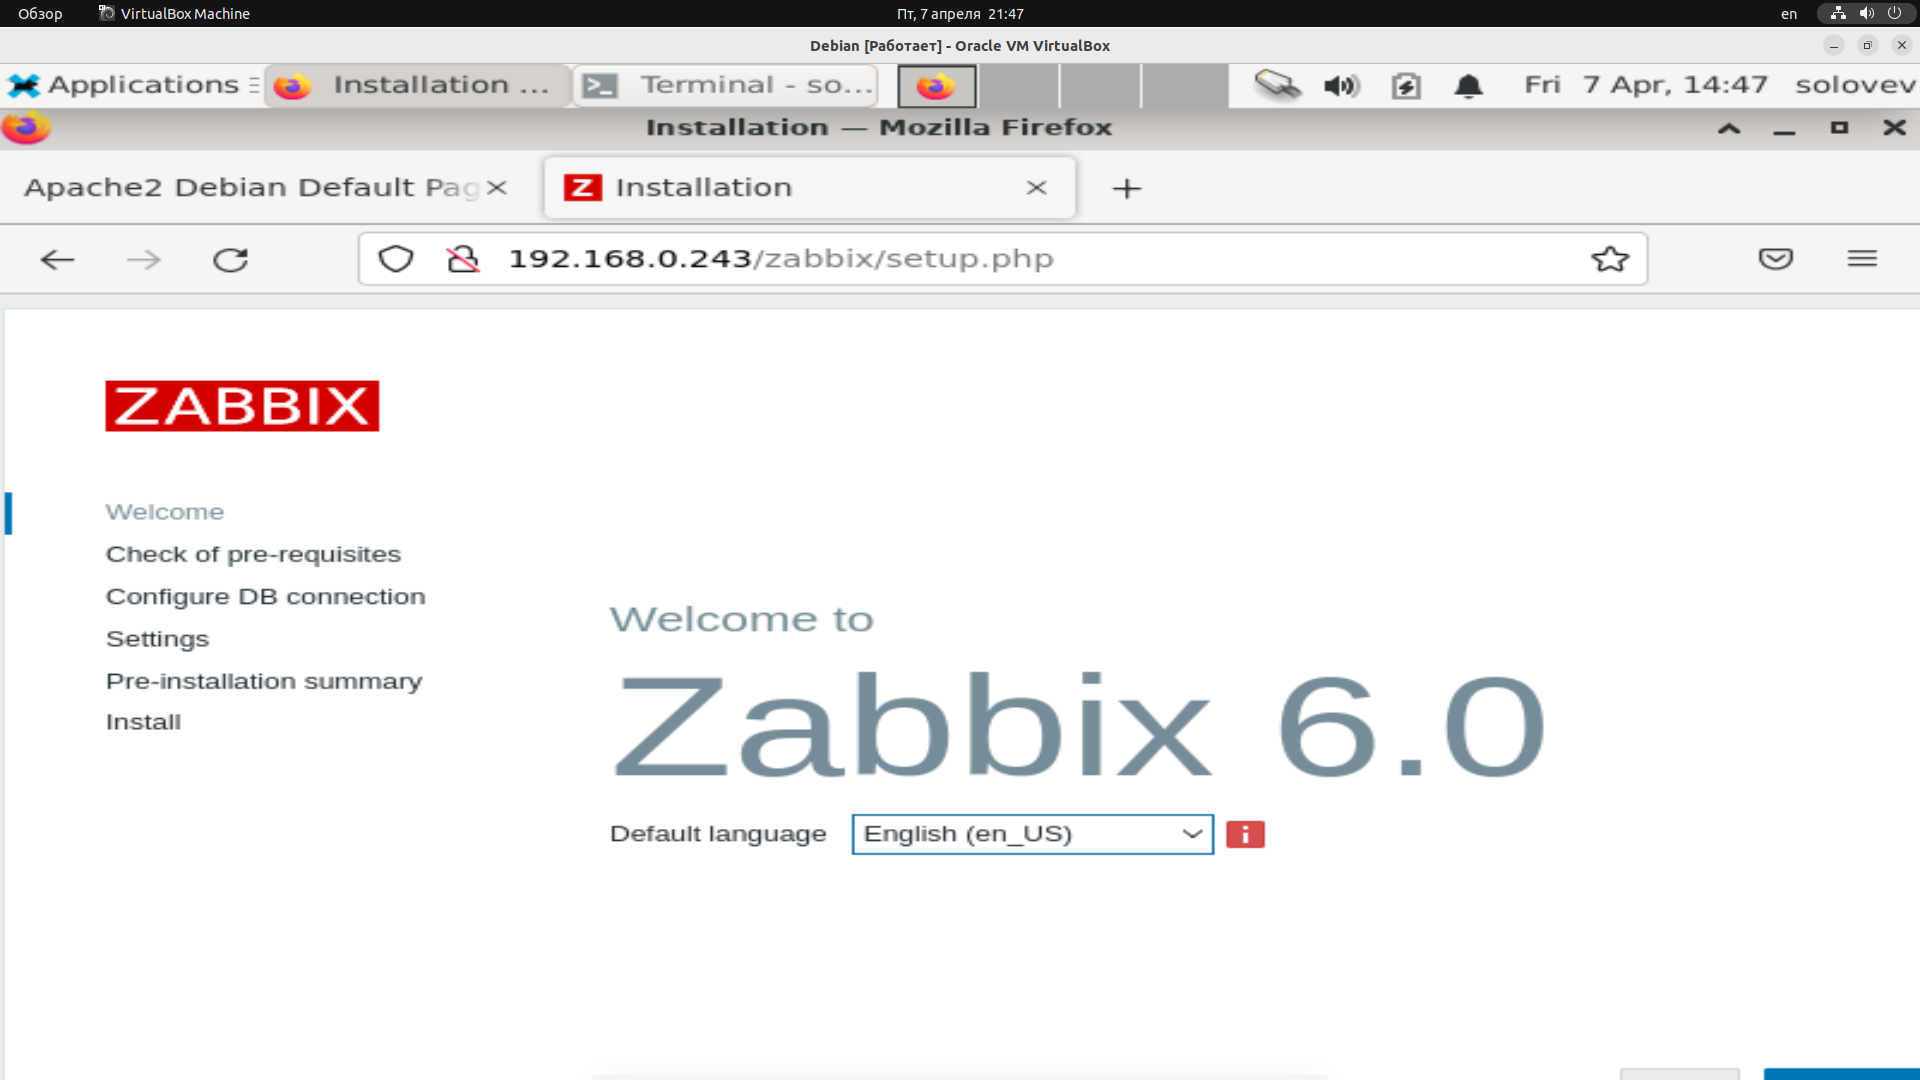 Обзор VirtualBox Machine Пт, 7 апреля 21:47 en
Debian [Работает] - Oracle VM VirtualBox
Applications Installation ... Terminal - so... Fri 7 Apr, 14:47 solovev
Installation — Mozilla Firefox
Apache2 Debian Default Pag Z Installation
192.168.0.243/zabbix/setup.php
ZABBIX
Welcome
Check of pre-requisites
Configure DB connection
Settings
Pre-installation summary
Install
Welcome to
Zabbix 6.0
Default language English (en_US) i